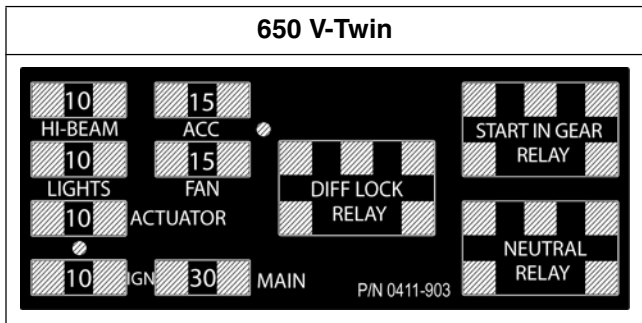 650 V-Twin
10 15
HI-BEAM ACC
10 15
LIGHTS FAN
10 ACTUATOR
10 IGN 30 MAIN
DIFF LOCK
RELAY
START IN GEAR
RELAY
NEUTRAL
RELAY
P/N 0411-903